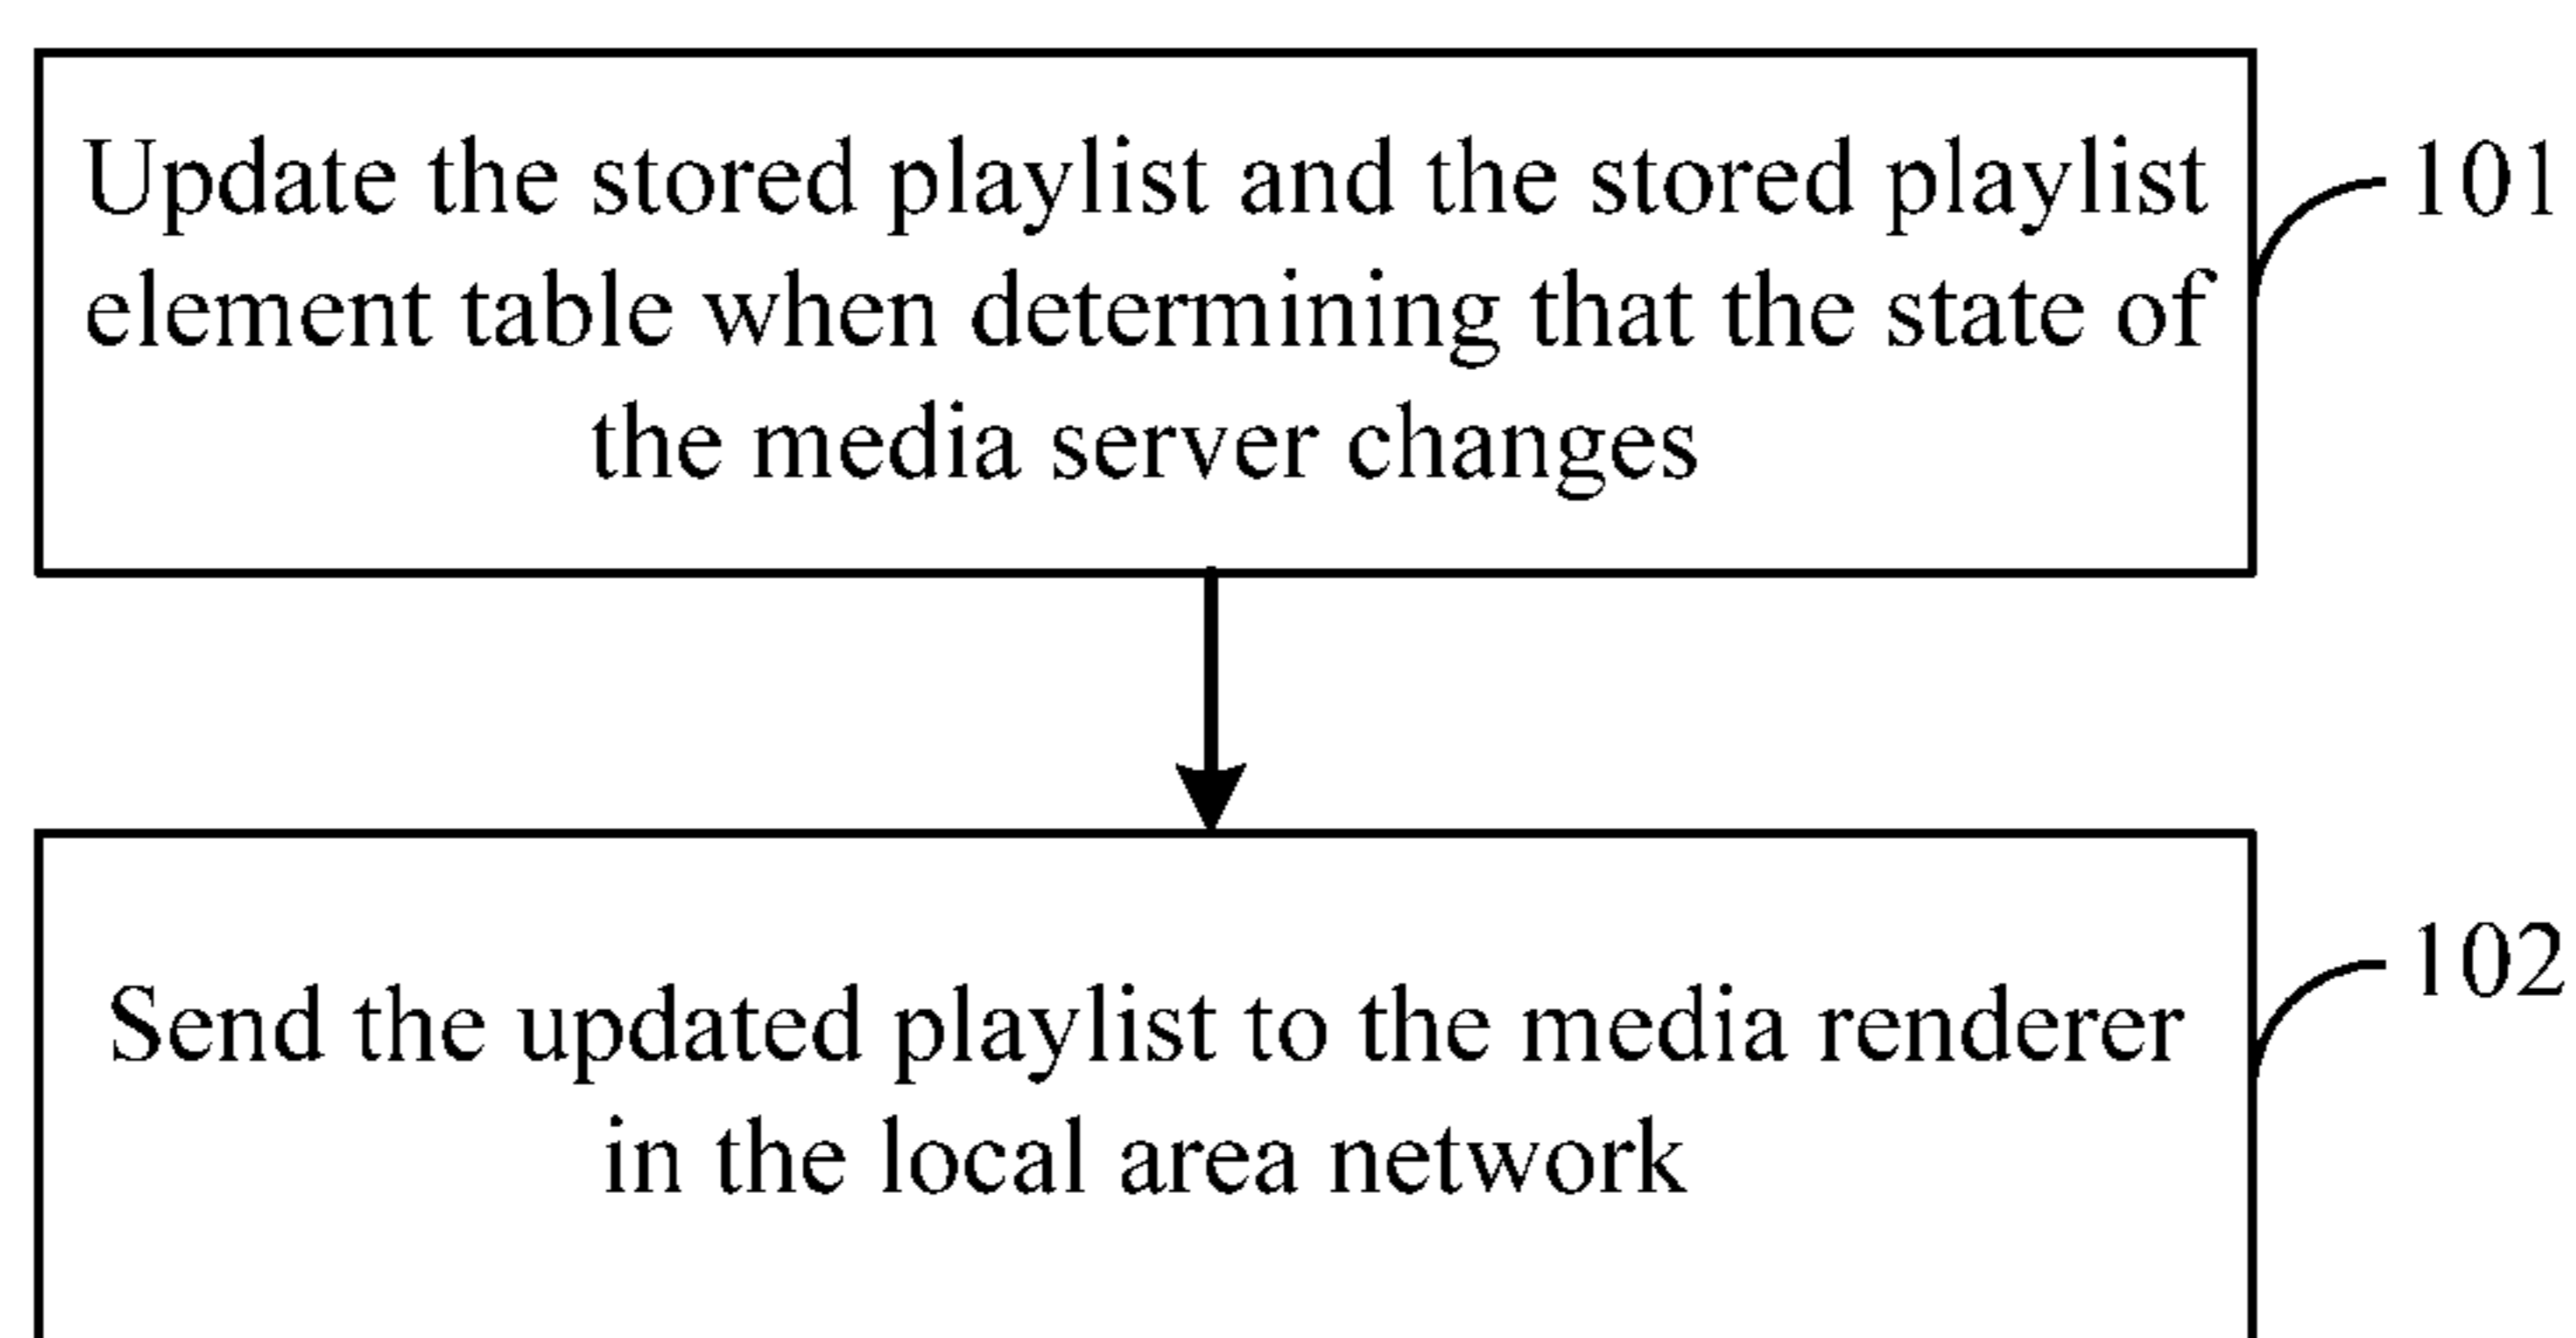 Update the stored playlist and the stored playlist
element table when determining that the state of
the media server changes
101
Send the updated playlist to the media renderer
in the local area network
102